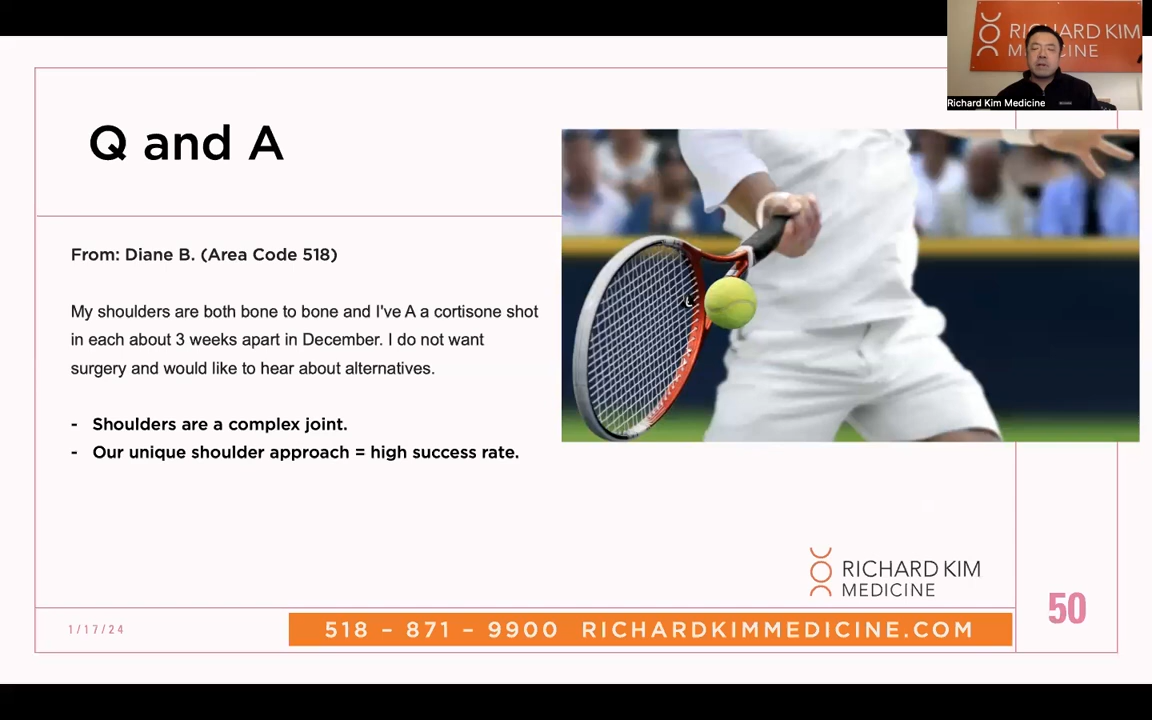 RICHARD KIM
MEDICINE
Richard Kim Medicine
Q and A
From: Diane B. (Area Code 518)
My shoulders are both bone to bone and I've A a cortisone shot
in each about 3 weeks apart in December. I do not want
surgery and would like to hear about alternatives.
- Shoulders are a complex joint.
- Our unique shoulder approach = high success rate.
RICHARD KIM
MEDICINE
50
1/17/24
518 - 871 - 9900 RICHARDKIMMEDICINE.COM